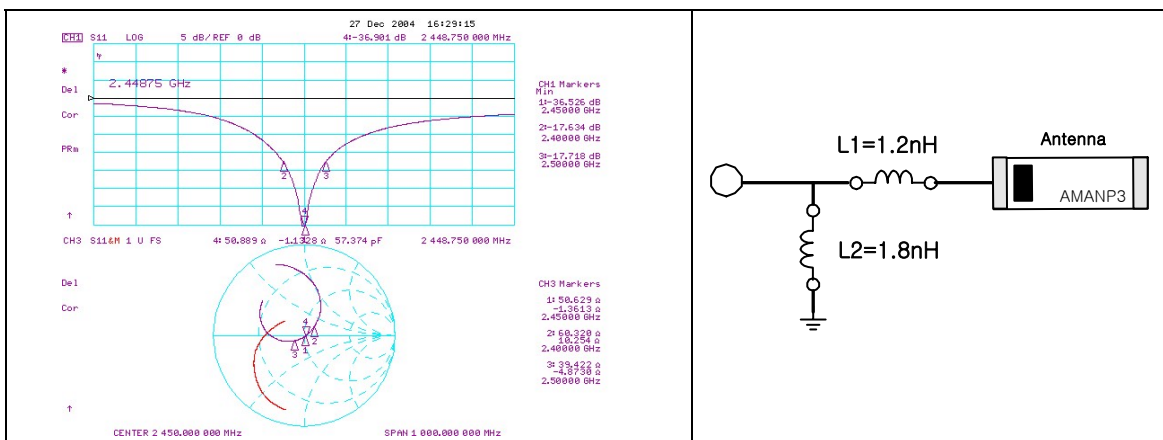 27 Dec 2004 16:29:15
CH1 S11 LOG 5 dB/REF 0 dB 4:-36.901 dB 2 448.750 000 MHz
*
Del
2.44875 GHz
CH1 Markers
Min
Cor
1:-36.526 dB
2.45000 GHz
2:-17.634 dB
2.40000 GHz
PRm
3:-17.718 dB
2.50000 GHz
2
3
4
↑
CH3 S11&M 1 U FS 4:50.889 Ω -1.1328 Ω 57.374 pF 2 448.750 000 MHz
Del
CH3 Markers
Cor
1:50.629 Ω
-1.3613 Ω
2.45000 GHz
4
3
1
2
2:60.320 Ω
10.254 Ω
2.40000 GHz
3:39.422 Ω
-4.8730 Ω
2.50000 GHz
↑
CENTER 2 450.000 000 MHz SPAN 1 000.000 000 MHz
L1=1.2nH
Antenna
AMANP3
L2=1.8nH